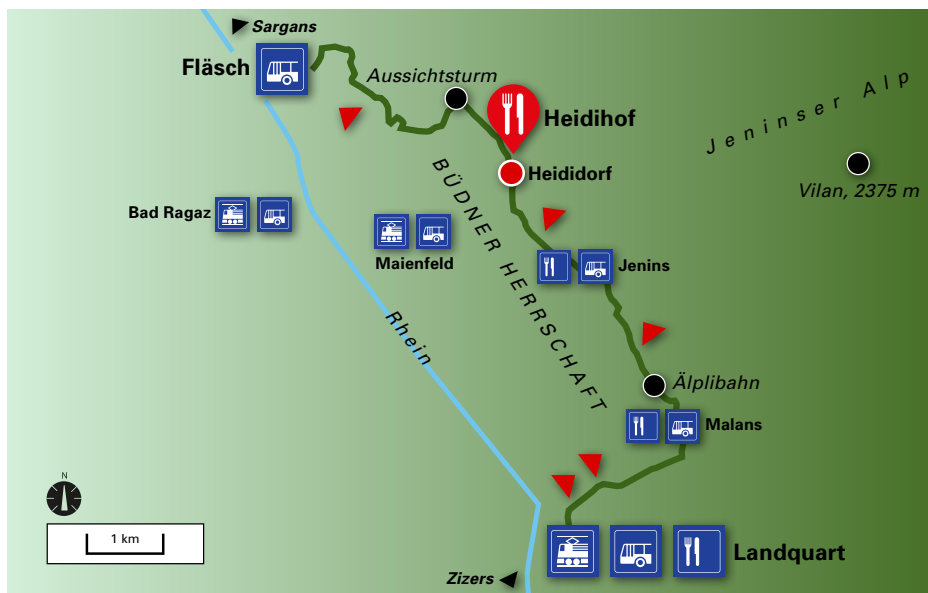 Sargans
Fläsch
Aussichtsturm
Heidihof
Jeninser Alp
Heididorf
Vilan, 2375 m
Bad Ragaz
Maienfeld
BÜDNER HERRSCHAFT
Jenins
Rhein
Älplibahn
Malans
N
1 km
Landquart
Zizers